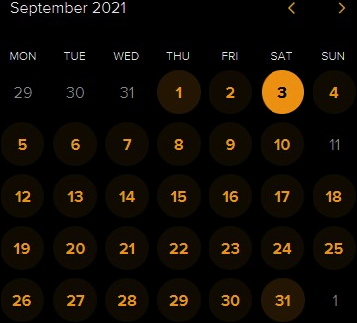 September 2021
MON TUE WED THU FRI SAT SUN
29 30 31 1 2 3 4
5 6 7 8 9 10 11
12 13 14 15 16 17 18
19 20 21 22 23 24 25
26 27 28 29 30 31 1